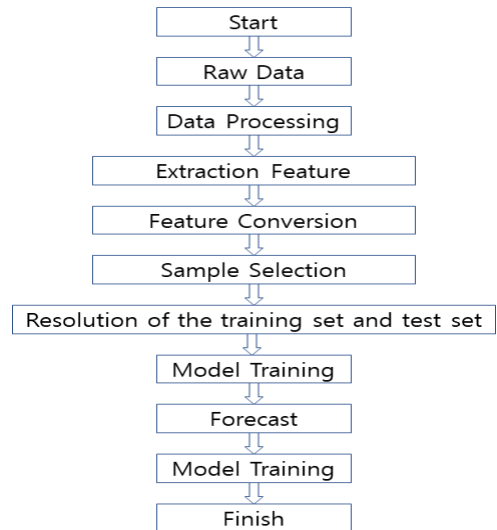 Start
Raw Data
Data Processing
Extraction Feature
Feature Conversion
Sample Selection
Resolution of the training set and test set
Model Training
Forecast
Model Training
Finish